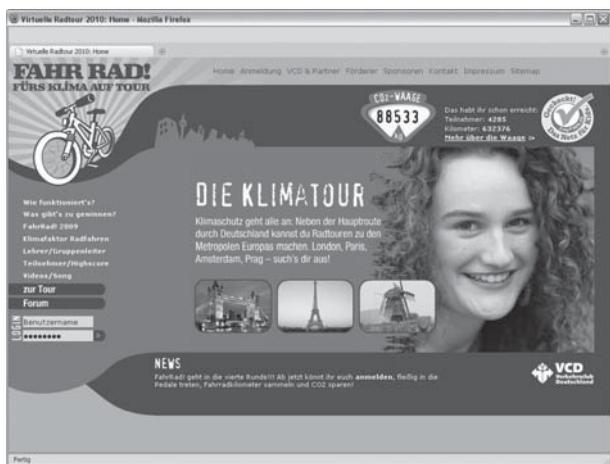 Virtuelle Radtour 2010: Home - Mozilla Firefox
Virtuelle Radtour 2010: Home
FAHR RAD!
FÜRS KLIMA AUF TOUR
Home Anmeldung VCD & Partner Förderer Sponsoren Kontakt Impressum Sitemap
CO2-WAAGE
88533
kg
Das habt ihr schon erreicht:
Teilnehmer: 4285
Kilometer: 632376
Mehr über die Waage >>
Gecheckt!
Das Netz für Kids
Wie funktioniert's?
Was gibt's zu gewinnen?
FahrRad! 2009
Klimafaktor Radfahren
Lehrer/Gruppenleiter
Teilnehmer/Highscore
Videos/Song
zur Tour
Forum
LOGIN
Benutzername
DIE KLIMATOUR
Klimaschutz geht alle an: Neben der Hauptroute
durch Deutschland kannst du Radtouren zu den
Metropolen Europas machen. London, Paris,
Amsterdam, Prag – such's dir aus!
NEWS
FahrRad! geht in die vierte Runde!!! Ab jetzt könnt ihr euch anmelden, fleißig in die
Pedale treten, Fahrradkilometer sammeln und CO2 sparen!
VCD
Verkehrsclub
Deutschland
Fertig